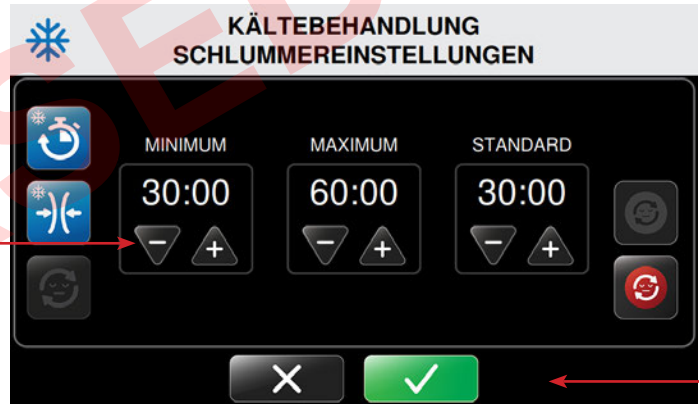 KÄLTEBEHANDLUNG
SCHLUMMEREINSTELLUNGEN
MINIMUM MAXIMUM STANDARD
30:00 60:00 30:00
- + - + - +